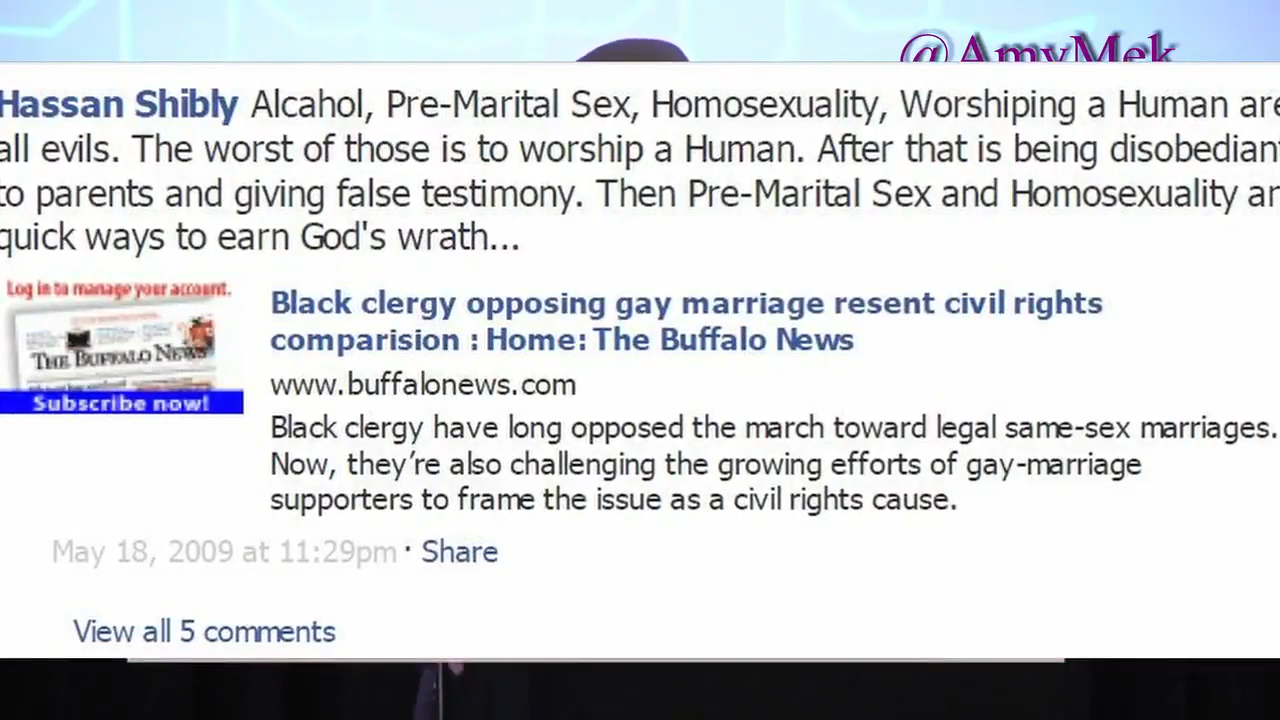 @AmyMek
Hassan Shibly Alcahol, Pre-Marital Sex, Homosexuality, Worshiping a Human are
all evils. The worst of those is to worship a Human. After that is being disobediant
to parents and giving false testimony. Then Pre-Marital Sex and Homosexuality ar
quick ways to earn God's wrath...
Log in to manage your account.
THE BUFFALO NEWS
Subscribe now!
Black clergy opposing gay marriage resent civil rights
comparision : Home: The Buffalo News
www.buffalonews.com
Black clergy have long opposed the march toward legal same-sex marriages.
Now, they’re also challenging the growing efforts of gay-marriage
supporters to frame the issue as a civil rights cause.
May 18, 2009 at 11:29pm · Share
View all 5 comments